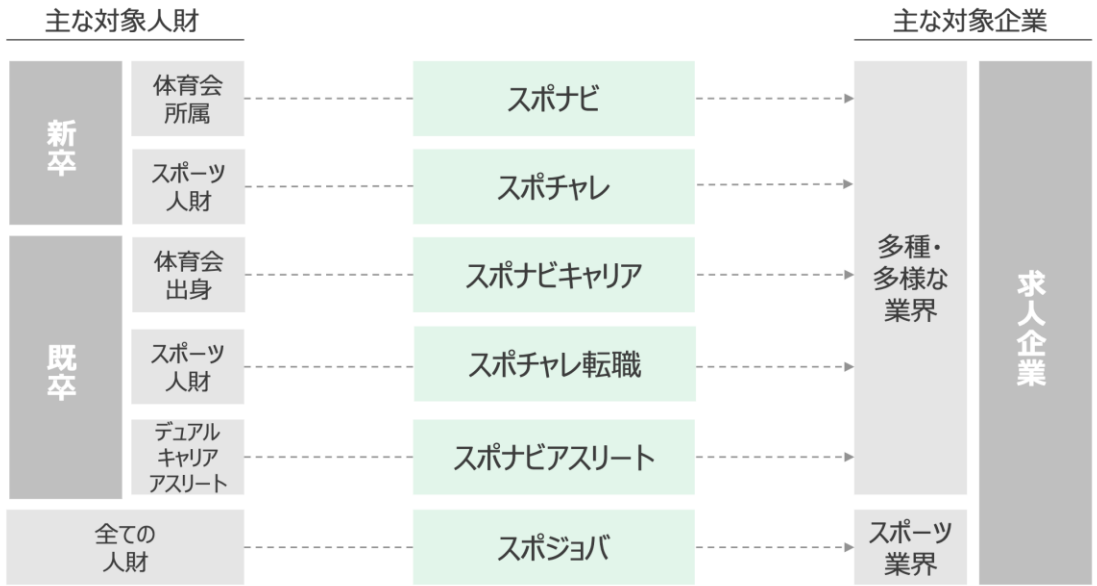 主な対象人財
主な対象企業
新卒
体育会
所属
スポナビ
スポーツ
人財
スポチャレ
既卒
体育会
出身
スポナビキャリア
スポーツ
人財
スポチャレ転職
デュアル
キャリア
アスリート
スポナビアスリート
全ての
人財
スポジョバ
多種・
多様な
業界
スポーツ
業界
求人企業